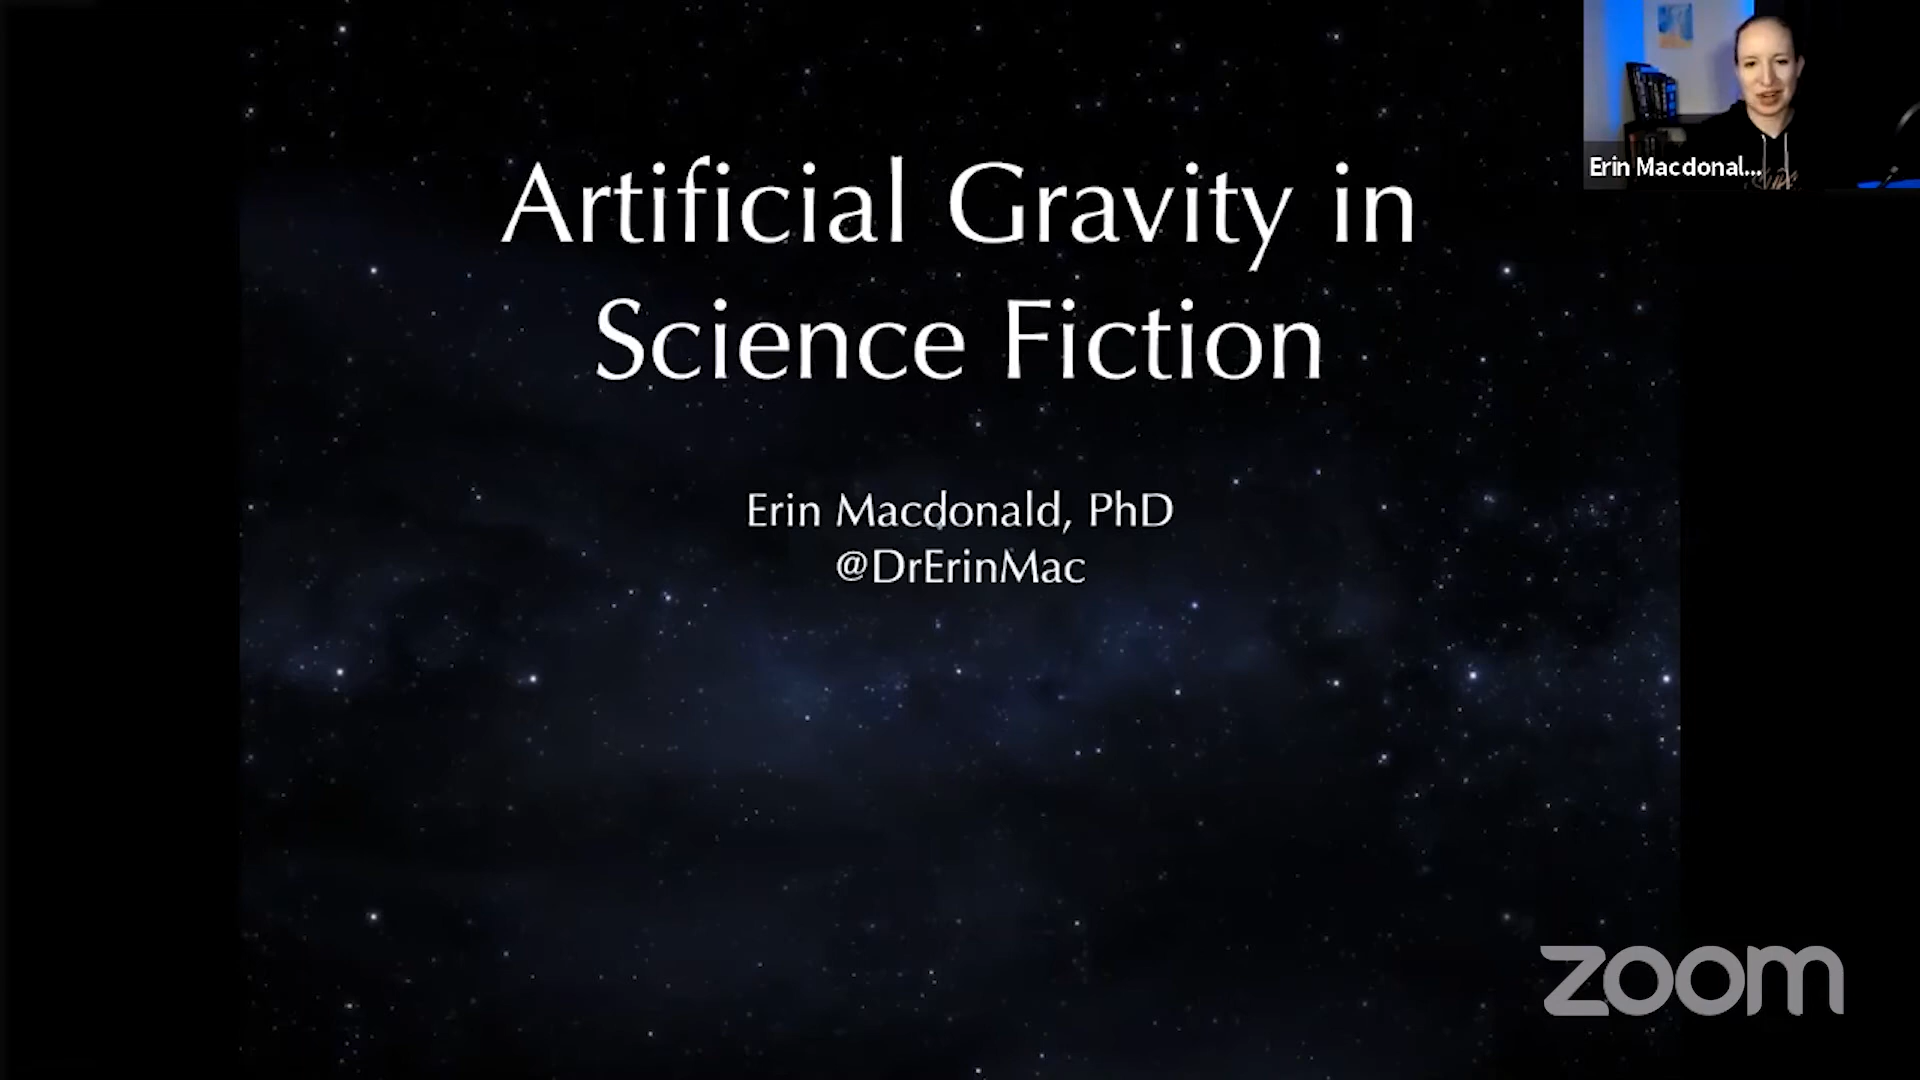 Artificial Gravity in
Science Fiction
Erin Macdonald, PhD
@DrErinMac
Erin Macdonal...
zoom